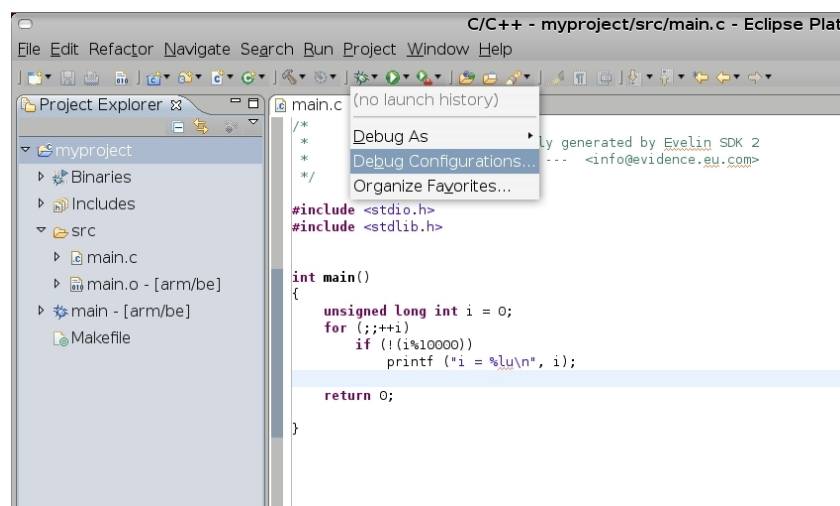 C/C++ - myproject/src/main.c - Eclipse Plat
File Edit Refactor Navigate Search Run Project Window Help
Project Explorer
main.c
(no launch history)
Debug As
Debug Configurations...
Organize Favorites...
myproject
Binaries
Includes
src
main.c
main.o - [arm/be]
main - [arm/be]
Makefile
/*
* ly generated by Evelin SDK 2
* --- <info@evidence.eu.com>
*/
#include <stdio.h>
#include <stdlib.h>
int main()
{
unsigned long int i = 0;
for (;;++i)
if (!(i%10000))
printf ("i = %lu\n", i);
return 0;
}